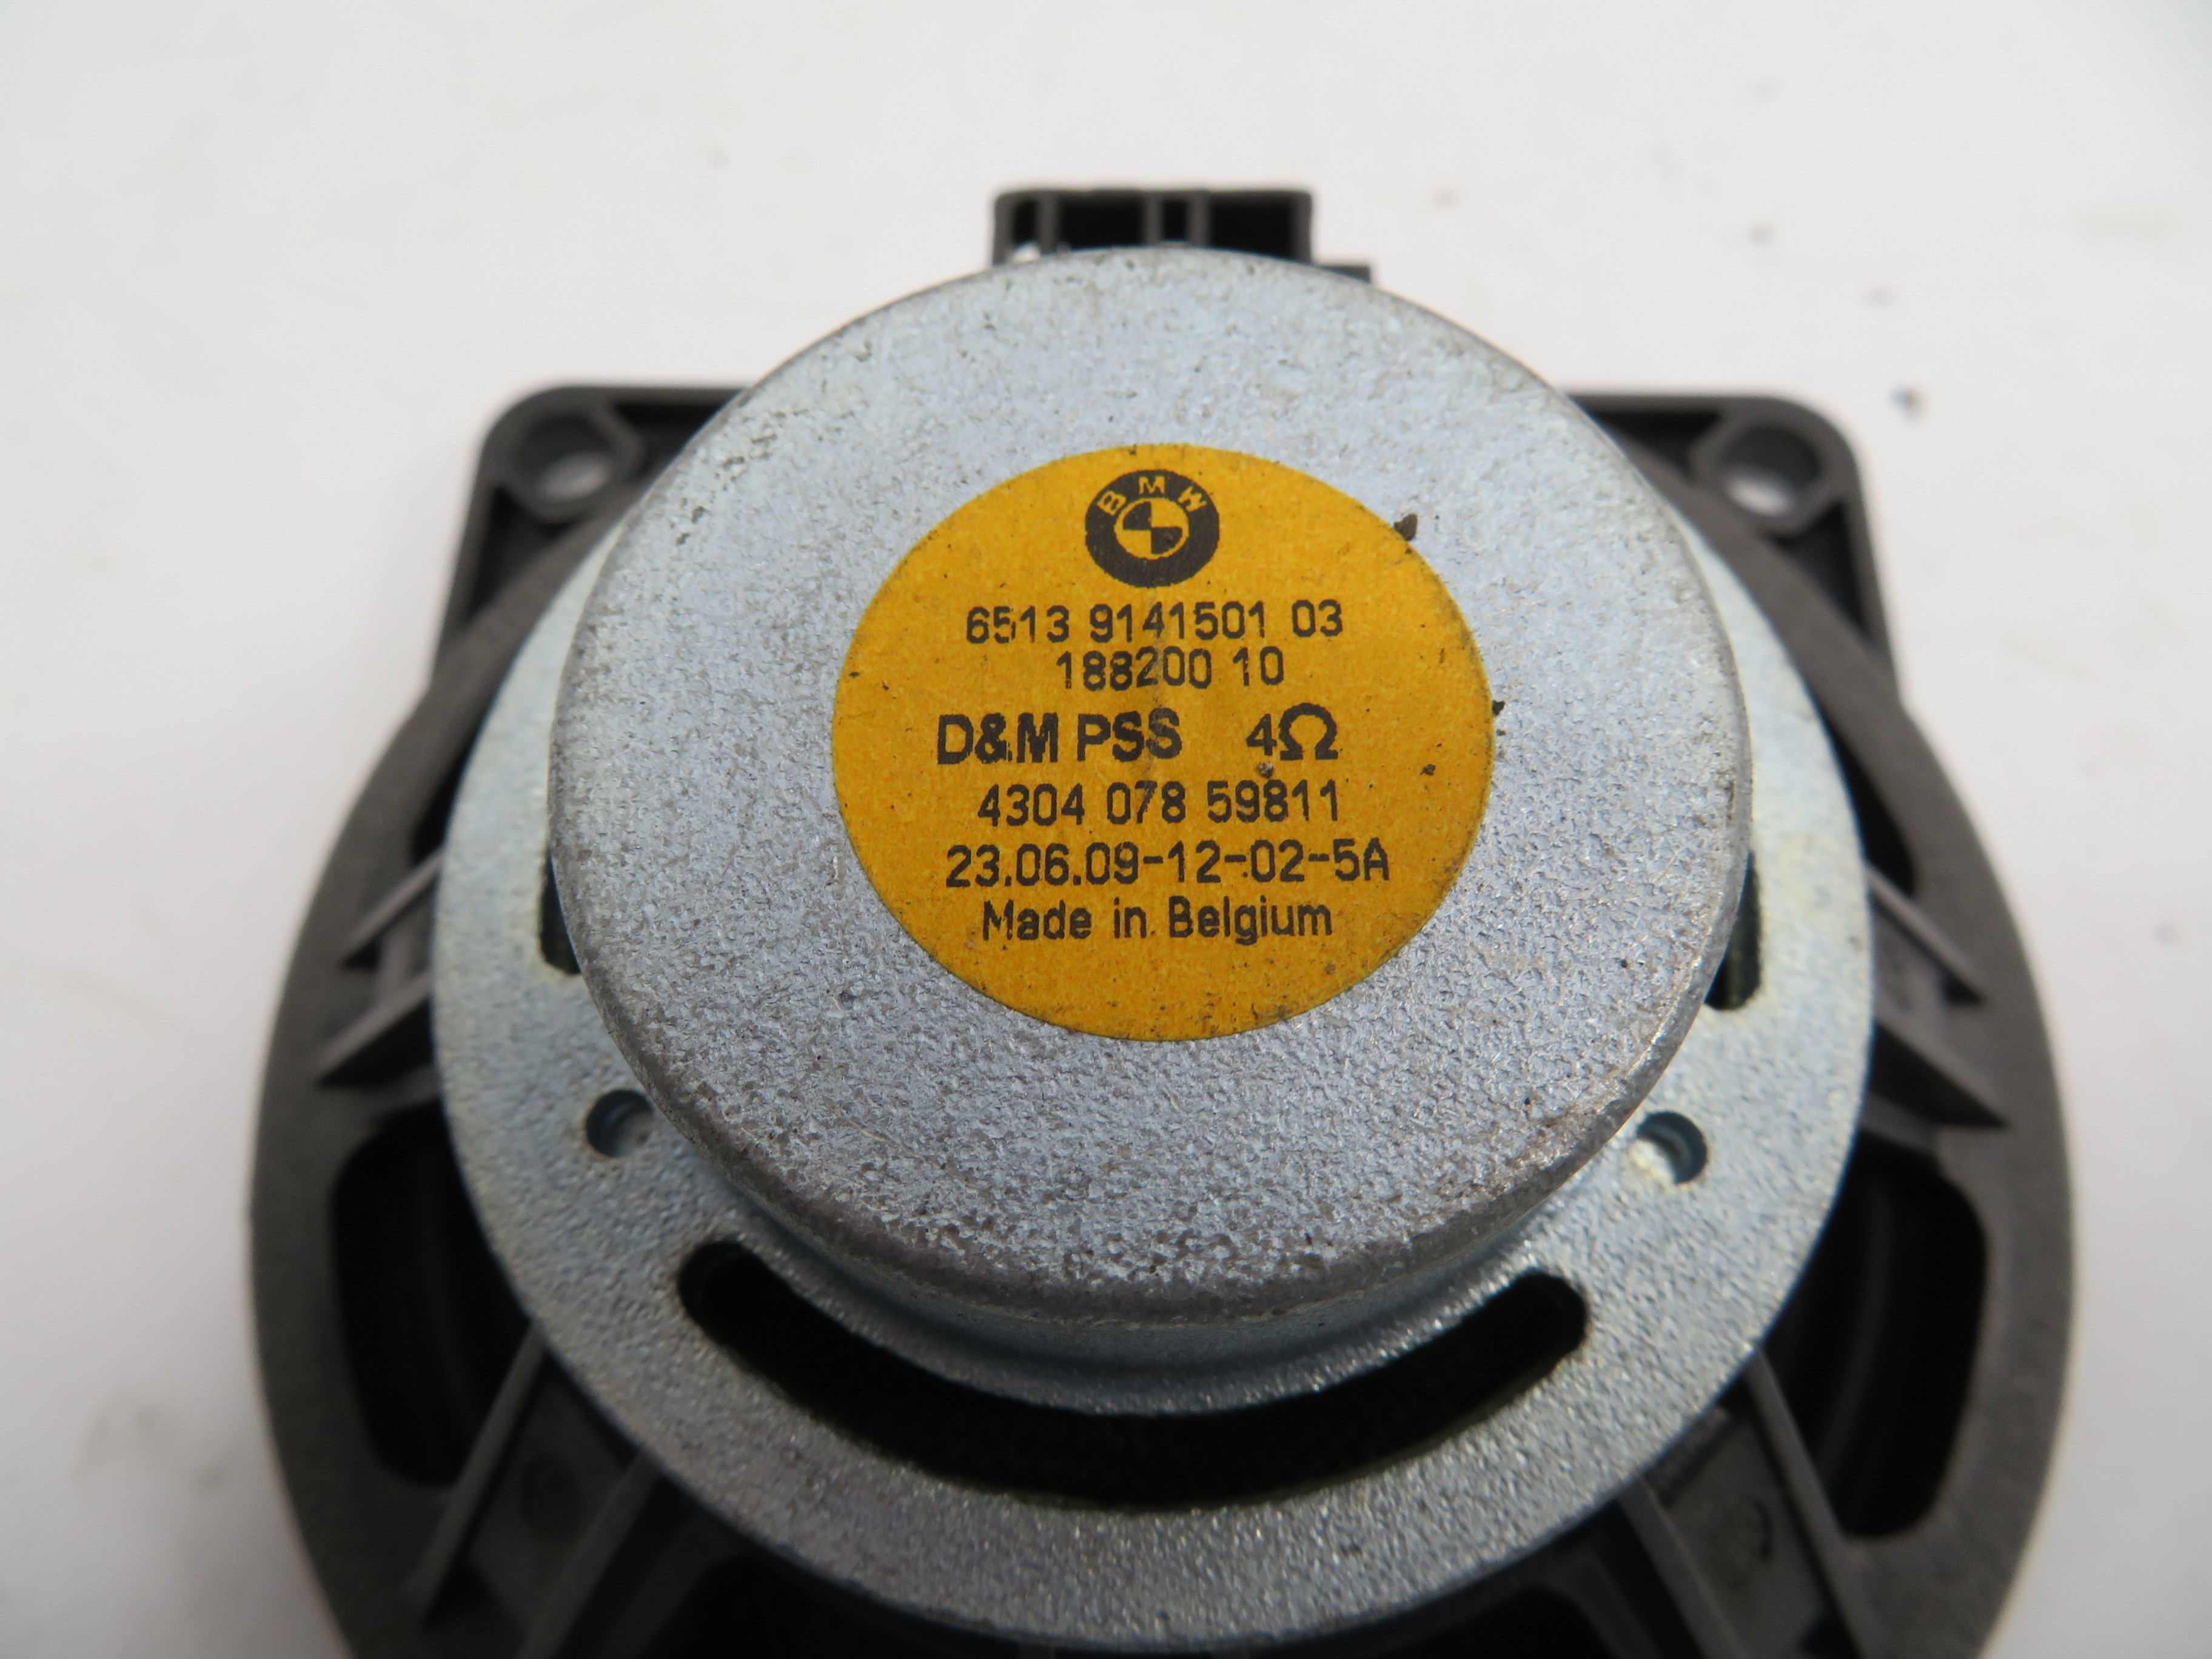 BMW
6513 9141501 03
188200 10
D&M PSS 4Ω
4304 078 59811
23.06.09-12-02-5A
Made in Belgium